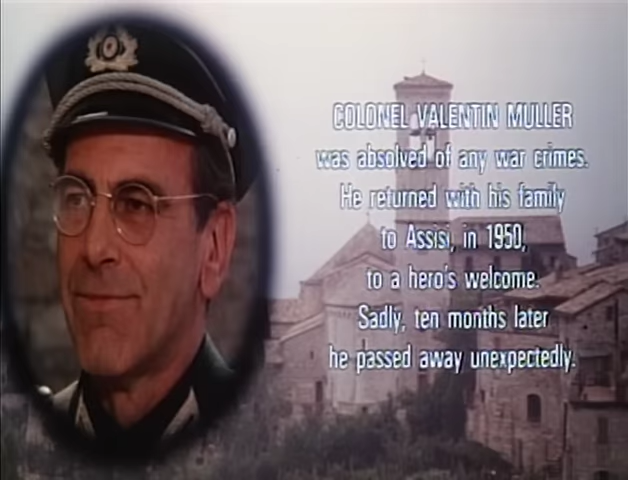 COLONEL VALENTIN MULLER
was absolved of any war crimes.
He returned with his family
to Assisi, in 1950,
to a hero's welcome.
Sadly, ten months later
he passed away unexpectedly.